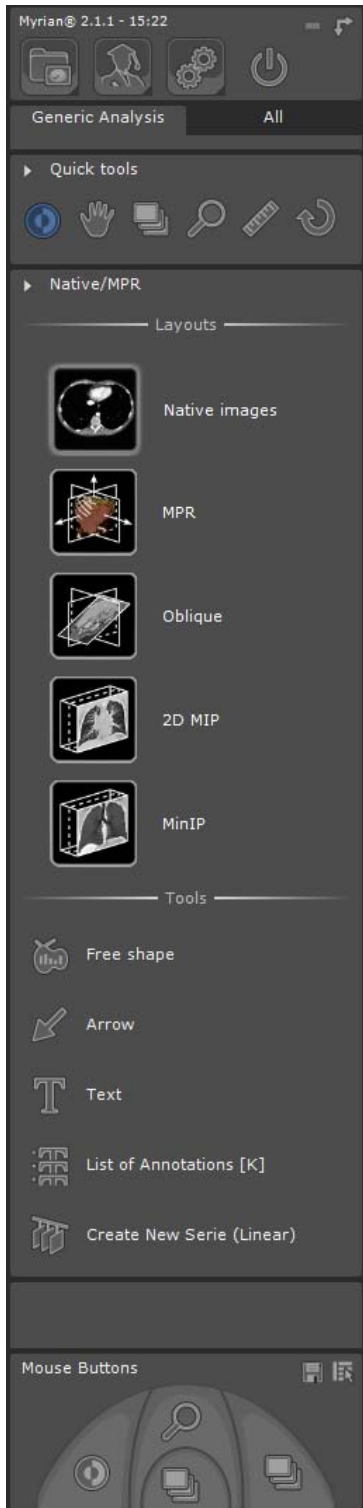 Myrian® 2.1.1 - 15:22
Generic Analysis All
Quick tools
Native/MPR
Layouts
Native images
MPR
Oblique
2D MIP
MinIP
Tools
Free shape
Arrow
Text
List of Annotations [K]
Create New Serie (Linear)
Mouse Buttons